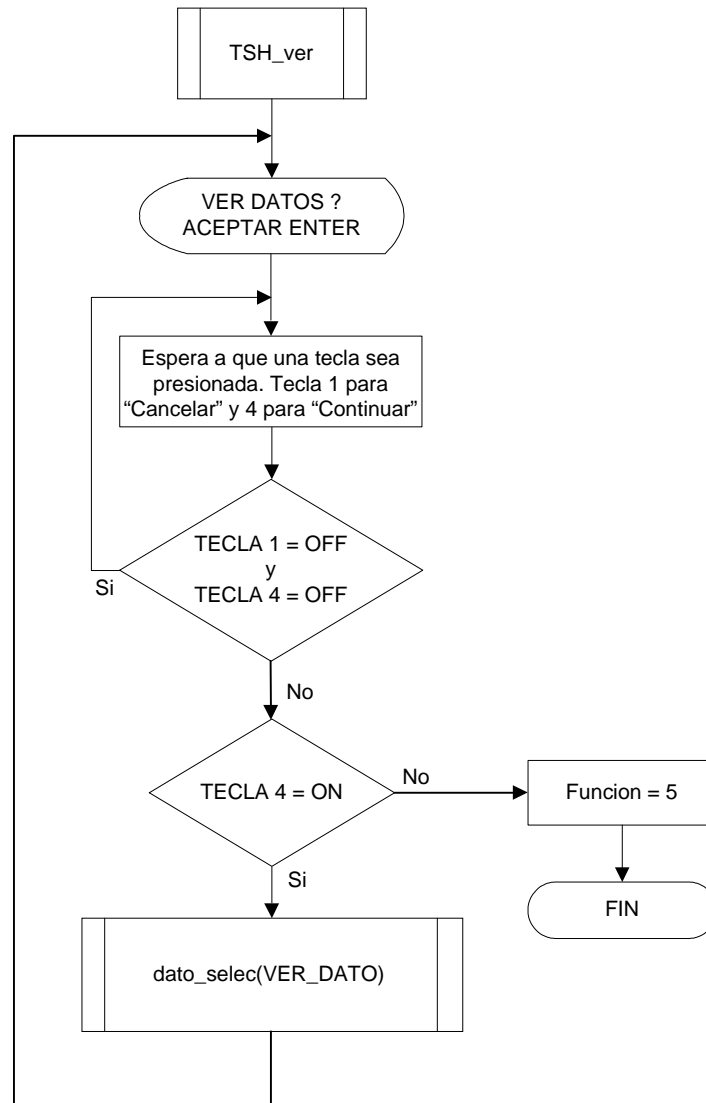 TSH_ver
VER DATOS ?
ACEPTAR ENTER
Espera a que una tecla sea
presionada. Tecla 1 para
“Cancelar” y 4 para “Continuar”
TECLA 1 = OFF
y
TECLA 4 = OFF
Si
No
TECLA 4 = ON
No
Funcion = 5
Si
FIN
dato_selec(VER_DATO)